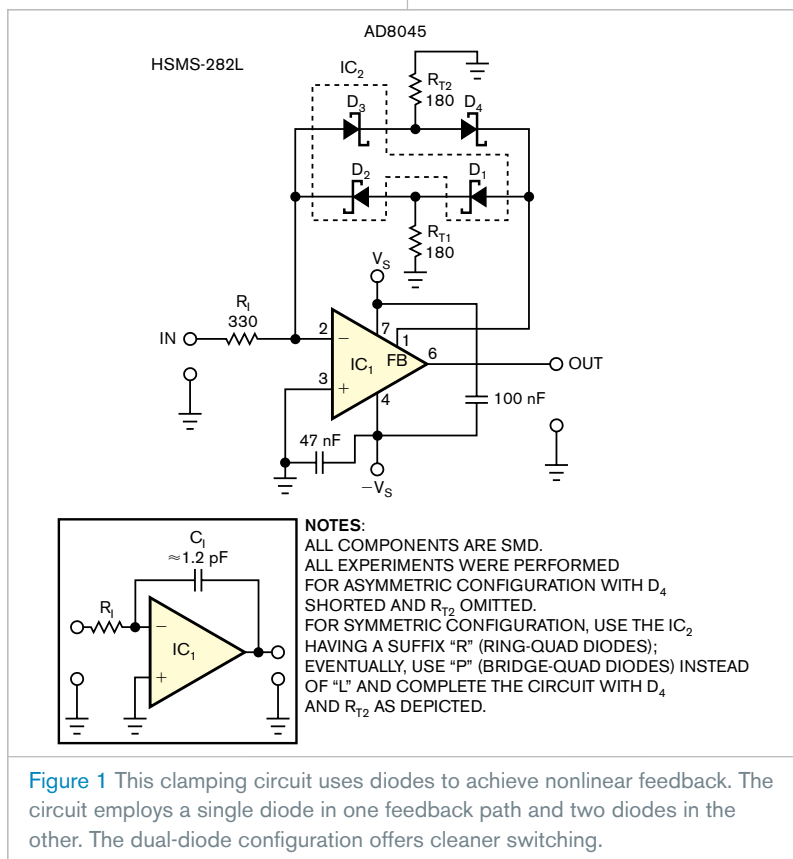 AD8045
HSMS-282L
IC2
RT2
180
D3
D4
D2
D1
RT1
180
VS
RI
330
IN
2
−
7
1
FB
6
IC1
OUT
3
+
4
100 nF
47 nF
−VS
CI
≈1.2 pF
RI
−
IC1
+
NOTES:
ALL COMPONENTS ARE SMD.
ALL EXPERIMENTS WERE PERFORMED
FOR ASYMMETRIC CONFIGURATION WITH D4
SHORTED AND RT2 OMITTED.
FOR SYMMETRIC CONFIGURATION, USE THE IC2
HAVING A SUFFIX “R” (RING-QUAD DIODES);
EVENTUALLY, USE “P” (BRIDGE-QUAD DIODES) INSTEAD
OF “L” AND COMPLETE THE CIRCUIT WITH D4
AND RT2 AS DEPICTED.
Figure 1 This clamping circuit uses diodes to achieve nonlinear feedback. The
circuit employs a single diode in one feedback path and two diodes in the
other. The dual-diode configuration offers cleaner switching.